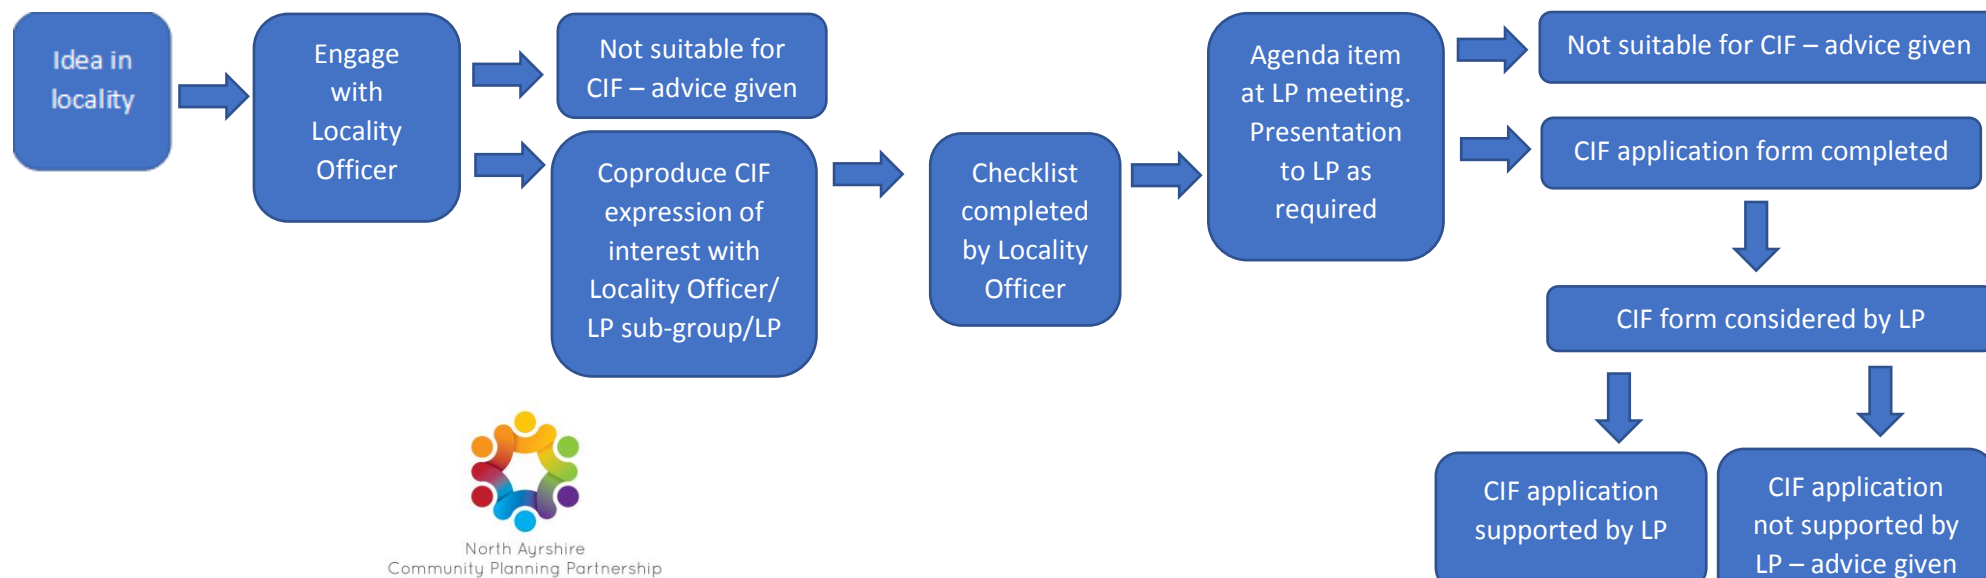 Idea in
locality
Engage
with
Locality
Officer
Not suitable for
CIF – advice given
Coproduce CIF
expression of
interest with
Locality Officer/
LP sub-group/LP
Checklist
completed
by Locality
Officer
Agenda item
at LP meeting.
Presentation
to LP as
required
Not suitable for CIF – advice given
CIF application form completed
CIF form considered by LP
CIF application
supported by LP
CIF application
not supported by
LP – advice given
North Ayrshire
Community Planning Partnership